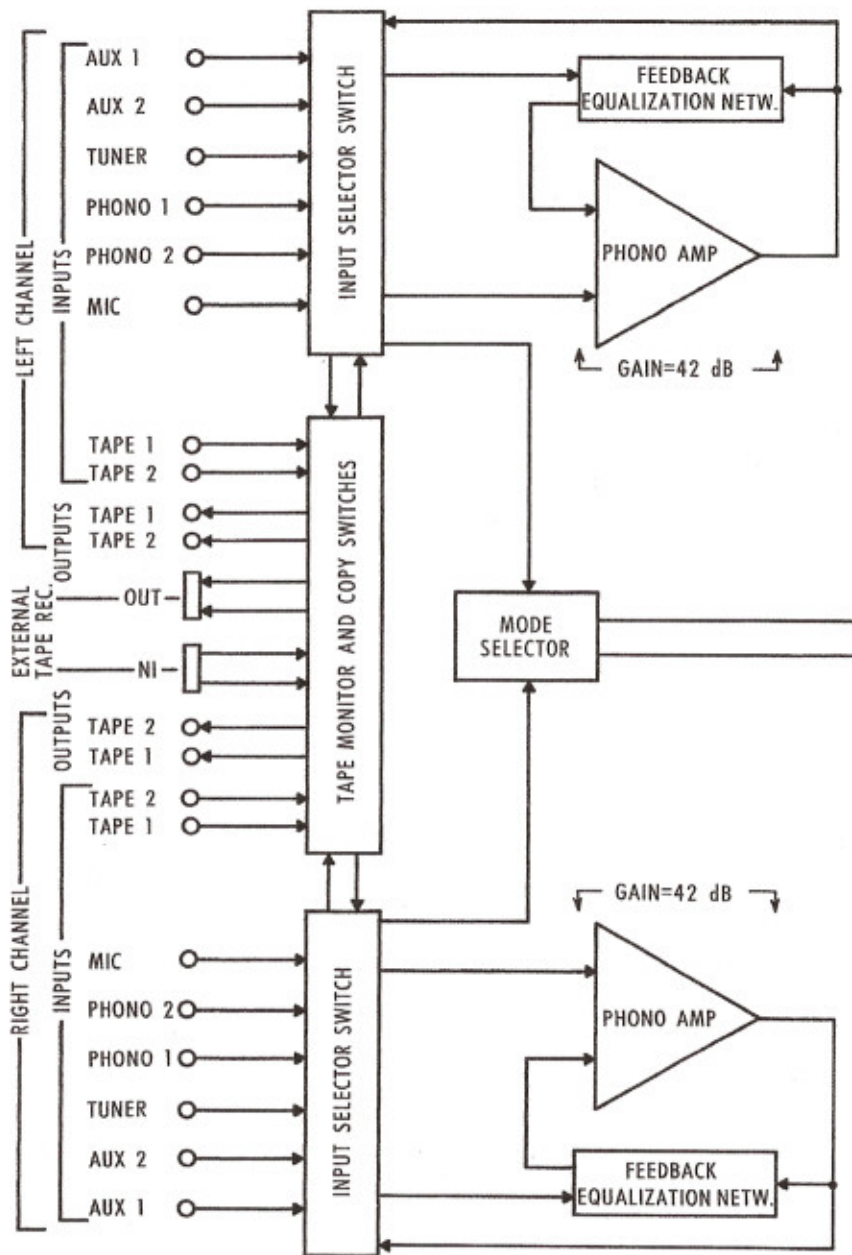 AUX 1
AUX 2
TUNER
PHONO 1
PHONO 2
MIC
LEFT CHANNEL
INPUTS
INPUT SELECTOR SWITCH
FEEDBACK
EQUALIZATION NETW.
PHONO AMP
GAIN=42 dB
TAPE 1
TAPE 2
OUTPUTS
TAPE 1
TAPE 2
EXTERNAL
TAPE REC.
OUT
NI
TAPE MONITOR AND COPY SWITCHES
MODE
SELECTOR
OUTPUTS
TAPE 2
TAPE 1
TAPE 2
TAPE 1
RIGHT CHANNEL
INPUTS
MIC
PHONO 2
PHONO 1
TUNER
AUX 2
AUX 1
INPUT SELECTOR SWITCH
GAIN=42 dB
PHONO AMP
FEEDBACK
EQUALIZATION NETW.